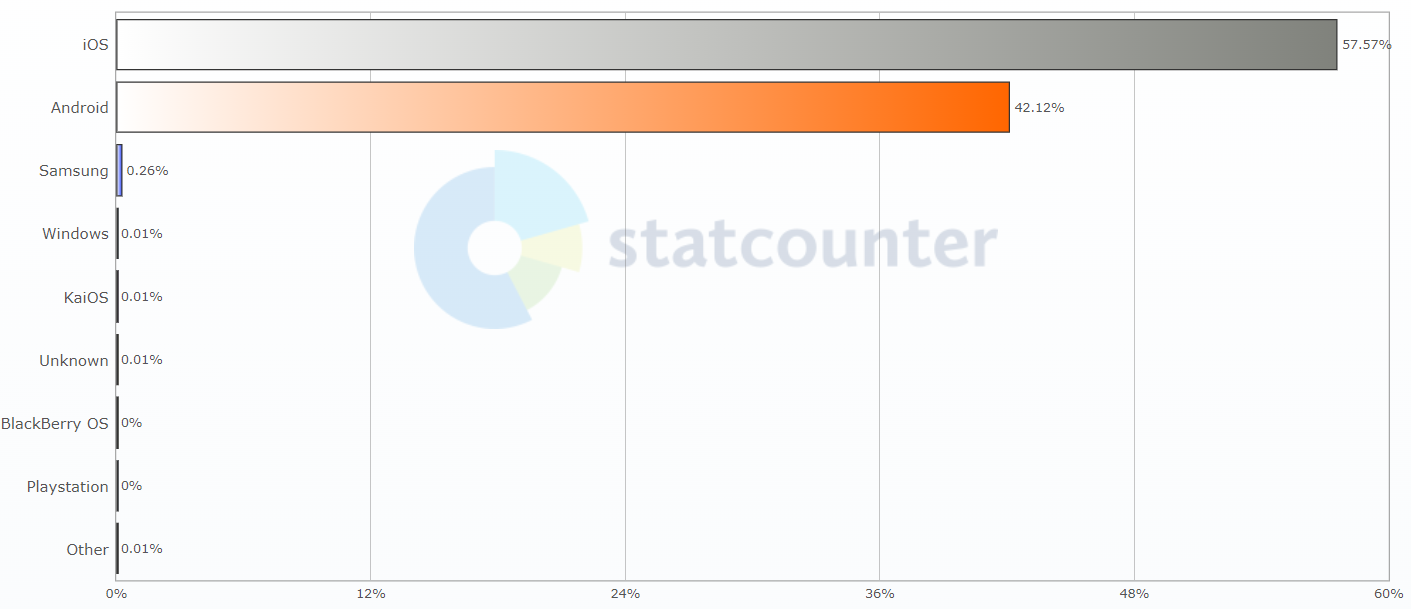 iOS 57.57%
Android 42.12%
Samsung 0.26%
statcounter
Windows 0.01%
KaiOS 0.01%
Unknown 0.01%
BlackBerry OS 0%
Playstation 0%
Other 0.01%
0% 12% 24% 36% 48% 60%